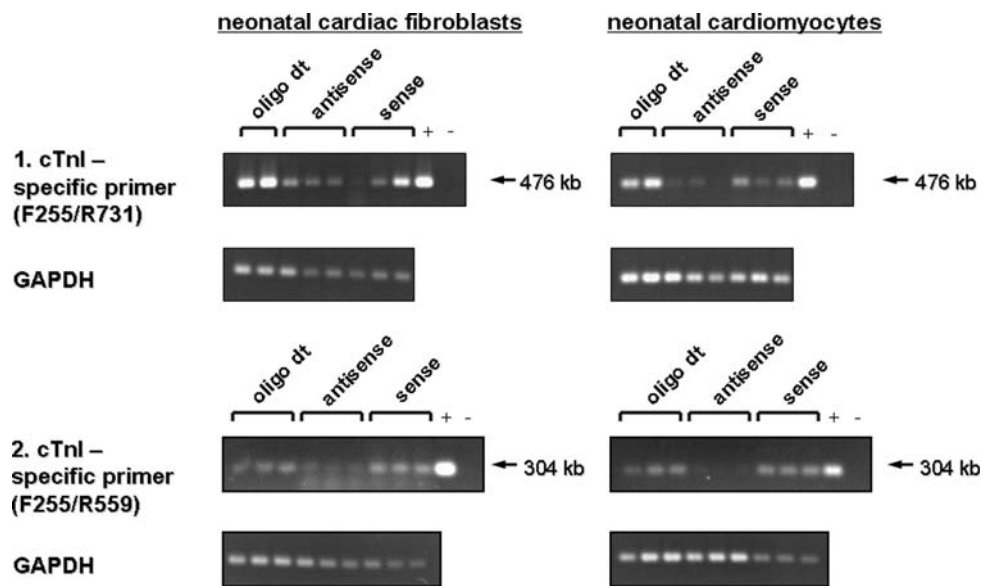 neonatal cardiac fibroblasts
neonatal cardiomyocytes
oligo dt
antisense
sense
+ -
oligo dt
antisense
sense
+ -
1. cTnI –
specific primer
(F255/R731)
476 kb
476 kb
GAPDH
oligo dt
antisense
sense
+ -
oligo dt
antisense
sense
+ -
2. cTnI –
specific primer
(F255/R559)
304 kb
304 kb
GAPDH